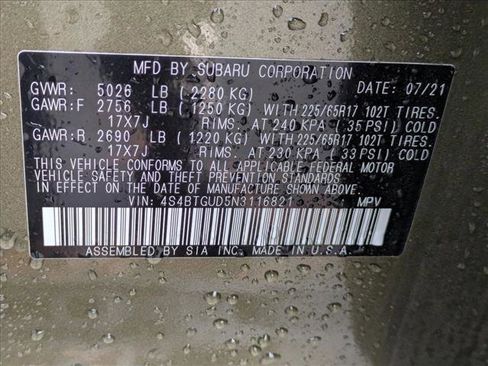 MFD BY SUBARU CORPORATION DATE: 07/21
GVWR: 5026 LB (2280 KG)
GAWR:F 2756 LB (1250 KG) WITH 225/65R17 102T TIRES.
17X7J RIMS. AT 240 KPA (35 PSI) COLD
GAWR:R 2690 LB (1220 KG) WITH 225/65R17 102T TIRES.
17X7J RIMS. AT 230 KPA (33 PSI) COLD
THIS VEHICLE CONFORMS TO ALL APPLICABLE FEDERAL MOTOR
VEHICLE SAFETY STANDARDS IN EFFECT ON THE DATE
OF MANUFACTURE SHOWN ABOVE.
VIN: 4S4BTGUD5N3116821 MPV
ASSEMBLED BY SIA INC. MADE IN U.S.A.